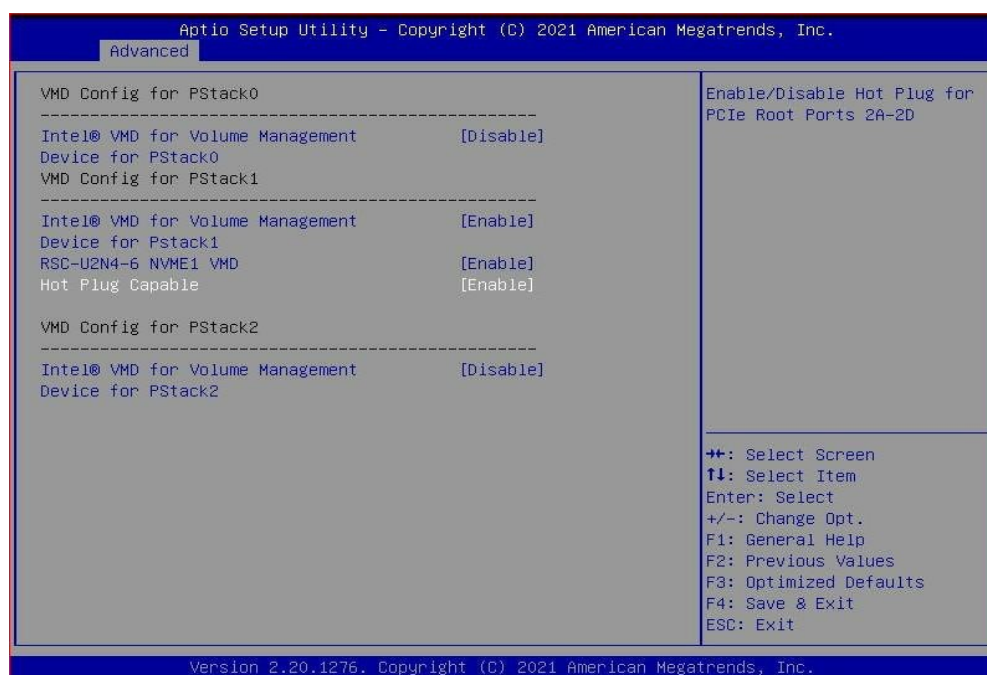 Aptio Setup Utility – Copyright (C) 2021 American Megatrends, Inc.
Advanced
VMD Config for PStack0
Intel® VMD for Volume Management [Disable]
Device for PStack0
VMD Config for PStack1
Intel® VMD for Volume Management [Enable]
Device for Pstack1
RSC-U2N4-6 NVME1 VMD [Enable]
Hot Plug Capable [Enable]
VMD Config for PStack2
Intel® VMD for Volume Management [Disable]
Device for PStack2
Enable/Disable Hot Plug for
PCIe Root Ports 2A-2D
→←: Select Screen
↑↓: Select Item
Enter: Select
+/-: Change Opt.
F1: General Help
F2: Previous Values
F3: Optimized Defaults
F4: Save & Exit
ESC: Exit
Version 2.20.1276. Copyright (C) 2021 American Megatrends, Inc.